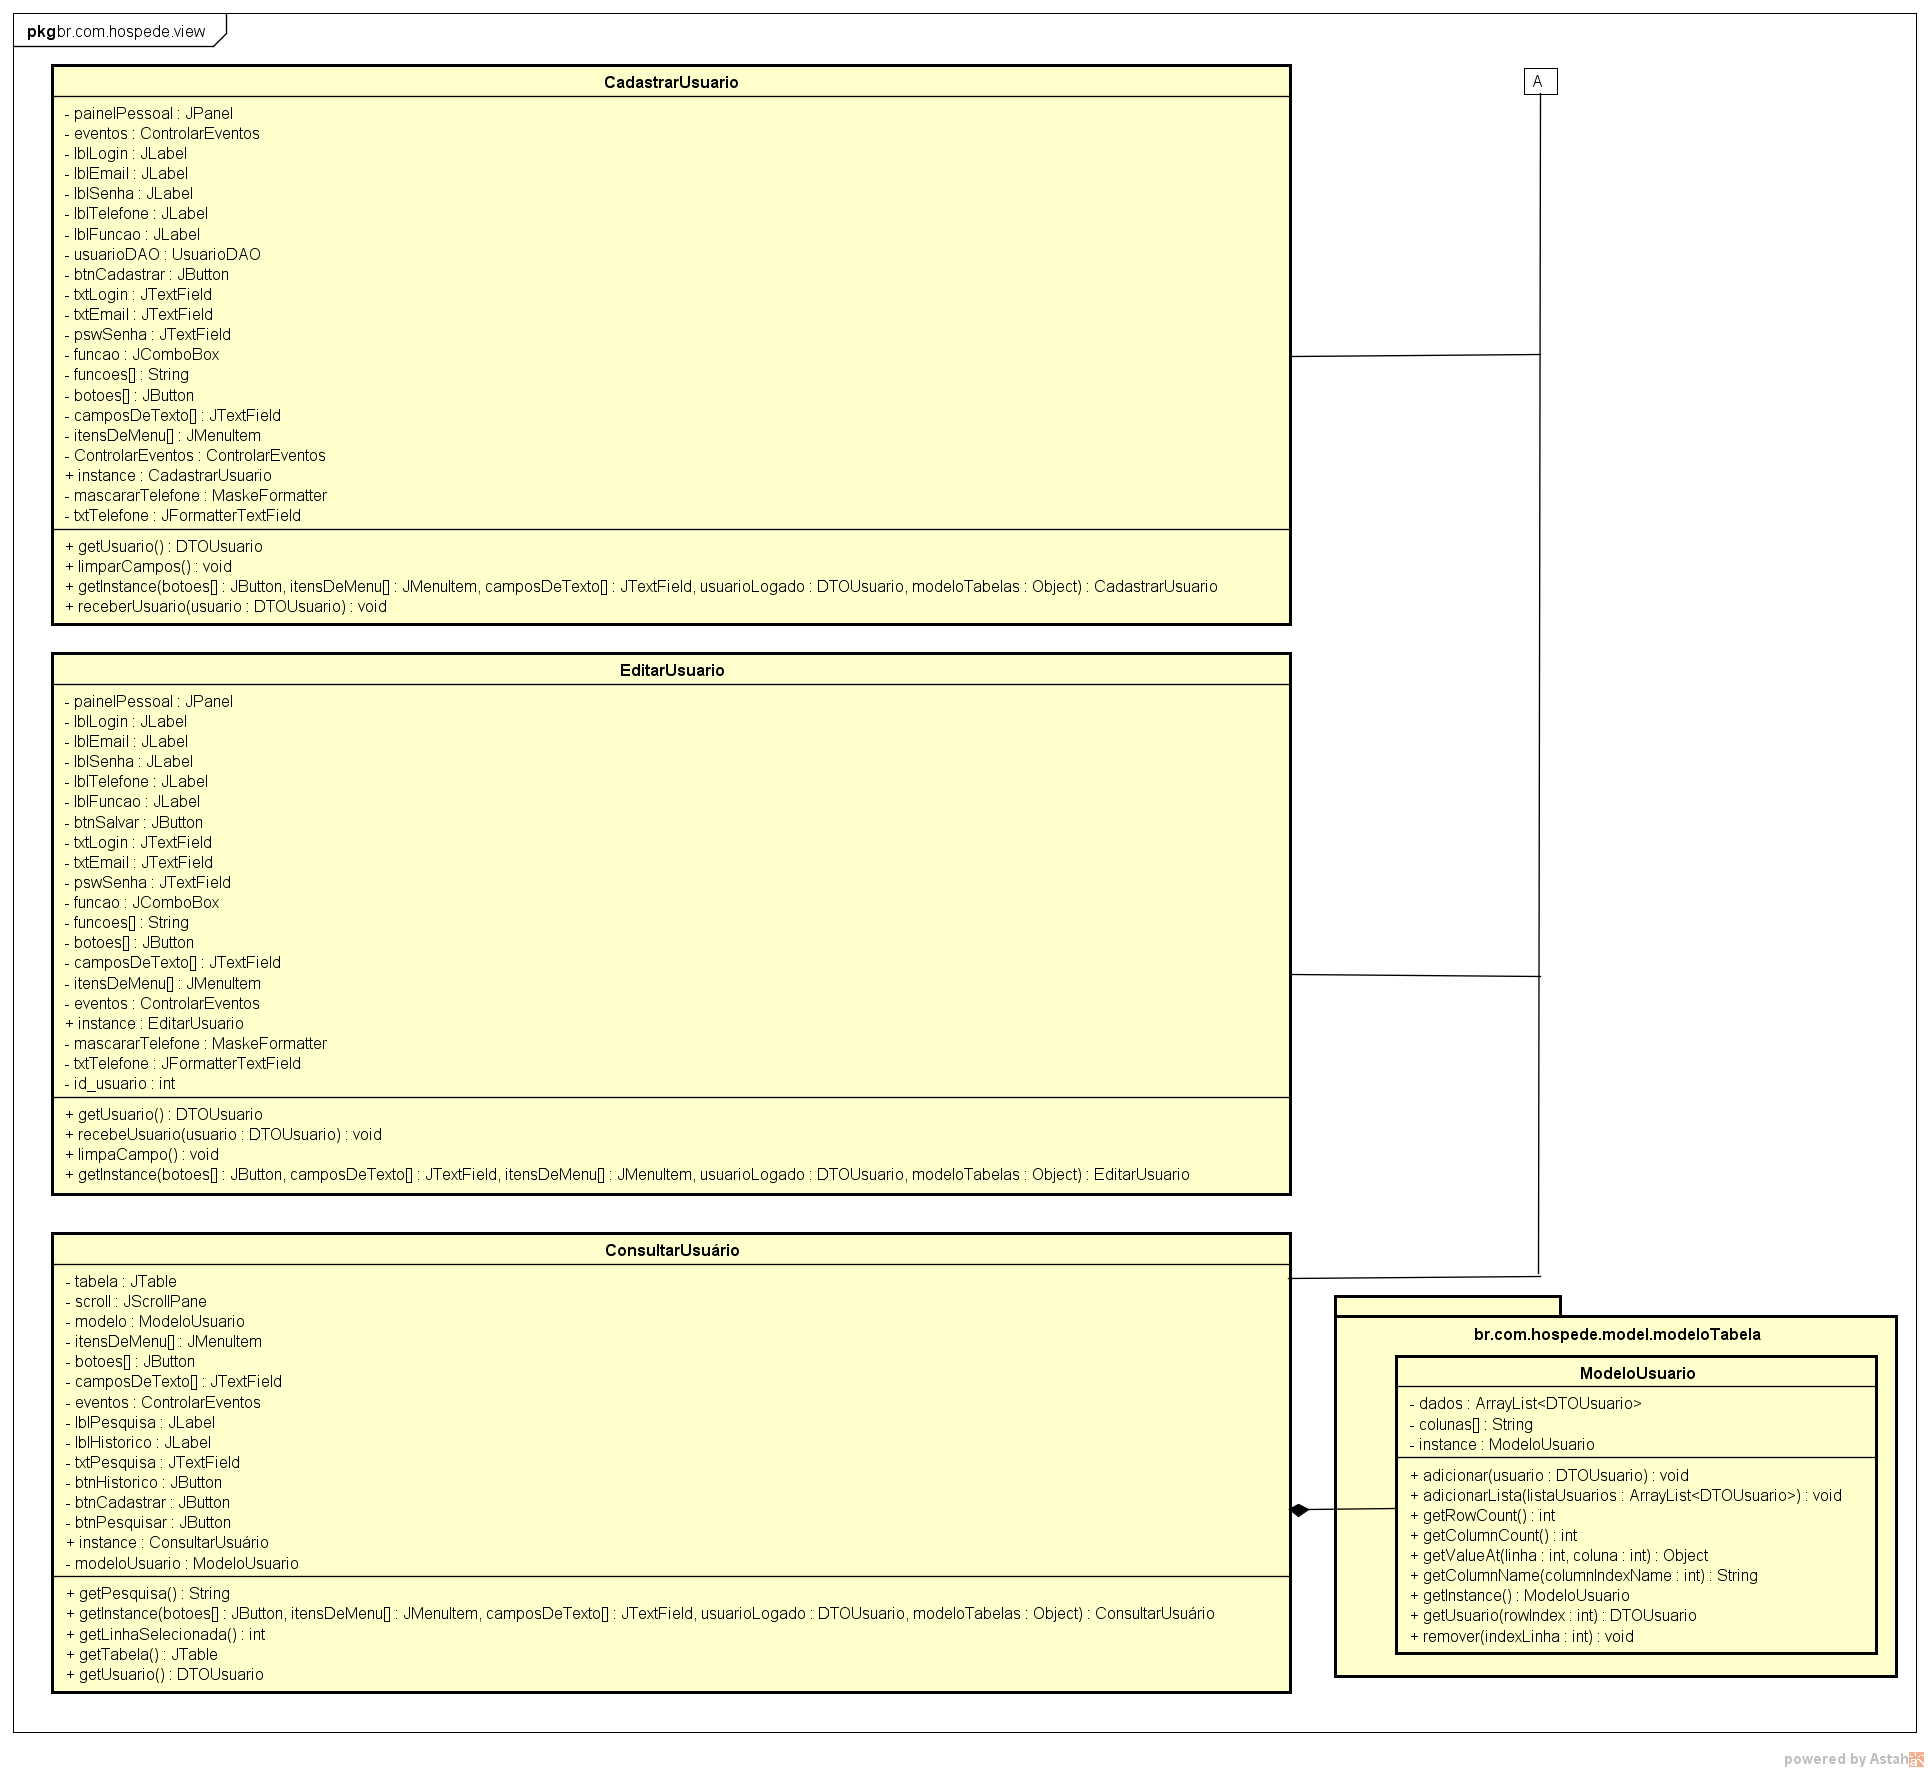 pkg br.com.hospede.view
CadastrarUsuario
- painelPessoal : JPanel
- eventos : ControlarEventos
- lblLogin : JLabel
- lblEmail : JLabel
- lblSenha : JLabel
- lblTelefone : JLabel
- lblFuncao : JLabel
- usuarioDAO : UsuarioDAO
- btnCadastrar : JButton
- txtLogin : JTextField
- txtEmail : JTextField
- pswSenha : JTextField
- funcao : JComboBox
- funcoes[] : String
- botoes[] : JButton
- camposDeTexto[] : JTextField
- itensDeMenu[] : JMenuItem
- ControlarEventos : ControlarEventos
+ instance : CadastrarUsuario
- mascararTelefone : MaskeFormatter
- txtTelefone : JFormatterTextField
+ getUsuario() : DTOUsuario
+ limparCampos() : void
+ getInstance(botoes[] : JButton, itensDeMenu[] : JMenuItem, camposDeTexto[] : JTextField, usuarioLogado : DTOUsuario, modeloTabelas : Object) : CadastrarUsuario
+ receberUsuario(usuario : DTOUsuario) : void
A
EditarUsuario
- painelPessoal : JPanel
- lblLogin : JLabel
- lblEmail : JLabel
- lblSenha : JLabel
- lblTelefone : JLabel
- lblFuncao : JLabel
- btnSalvar : JButton
- txtLogin : JTextField
- txtEmail : JTextField
- pswSenha : JTextField
- funcao : JComboBox
- funcoes[] : String
- botoes[] : JButton
- camposDeTexto[] : JTextField
- itensDeMenu[] : JMenuItem
- eventos : ControlarEventos
+ instance : EditarUsuario
- mascararTelefone : MaskeFormatter
- txtTelefone : JFormatterTextField
- id_usuario : int
+ getUsuario() : DTOUsuario
+ recebeUsuario(usuario : DTOUsuario) : void
+ limpaCampo() : void
+ getInstance(botoes[] : JButton, camposDeTexto[] : JTextField, itensDeMenu[] : JMenuItem, usuarioLogado : DTOUsuario, modeloTabelas : Object) : EditarUsuario
ConsultarUsuário
- tabela : JTable
- scroll : JScrollPane
- modelo : ModeloUsuario
- itensDeMenu[] : JMenuItem
- botoes[] : JButton
- camposDeTexto[] : JTextField
- eventos : ControlarEventos
- lblPesquisa : JLabel
- lblHistorico : JLabel
- txtPesquisa : JTextField
- btnHistorico : JButton
- btnCadastrar : JButton
- btnPesquisar : JButton
+ instance : ConsultarUsuário
- modeloUsuario : ModeloUsuario
+ getPesquisa() : String
+ getInstance(botoes[] : JButton, itensDeMenu[] : JMenuItem, camposDeTexto[] : JTextField, usuarioLogado : DTOUsuario, modeloTabelas : Object) : ConsultarUsuário
+ getLinhaSelecionada() : int
+ getTabela() : JTable
+ getUsuario() : DTOUsuario
br.com.hospede.model.modeloTabela
ModeloUsuario
- dados : ArrayList<DTOUsuario>
- colunas[] : String
- instance : ModeloUsuario
+ adicionar(usuario : DTOUsuario) : void
+ adicionarLista(listaUsuarios : ArrayList<DTOUsuario>) : void
+ getRowCount() : int
+ getColumnCount() : int
+ getValueAt(linha : int, coluna : int) : Object
+ getColumnName(columnIndexName : int) : String
+ getInstance() : ModeloUsuario
+ getUsuario(rowIndex : int) : DTOUsuario
+ remover(indexLinha : int) : void
powered by Astah